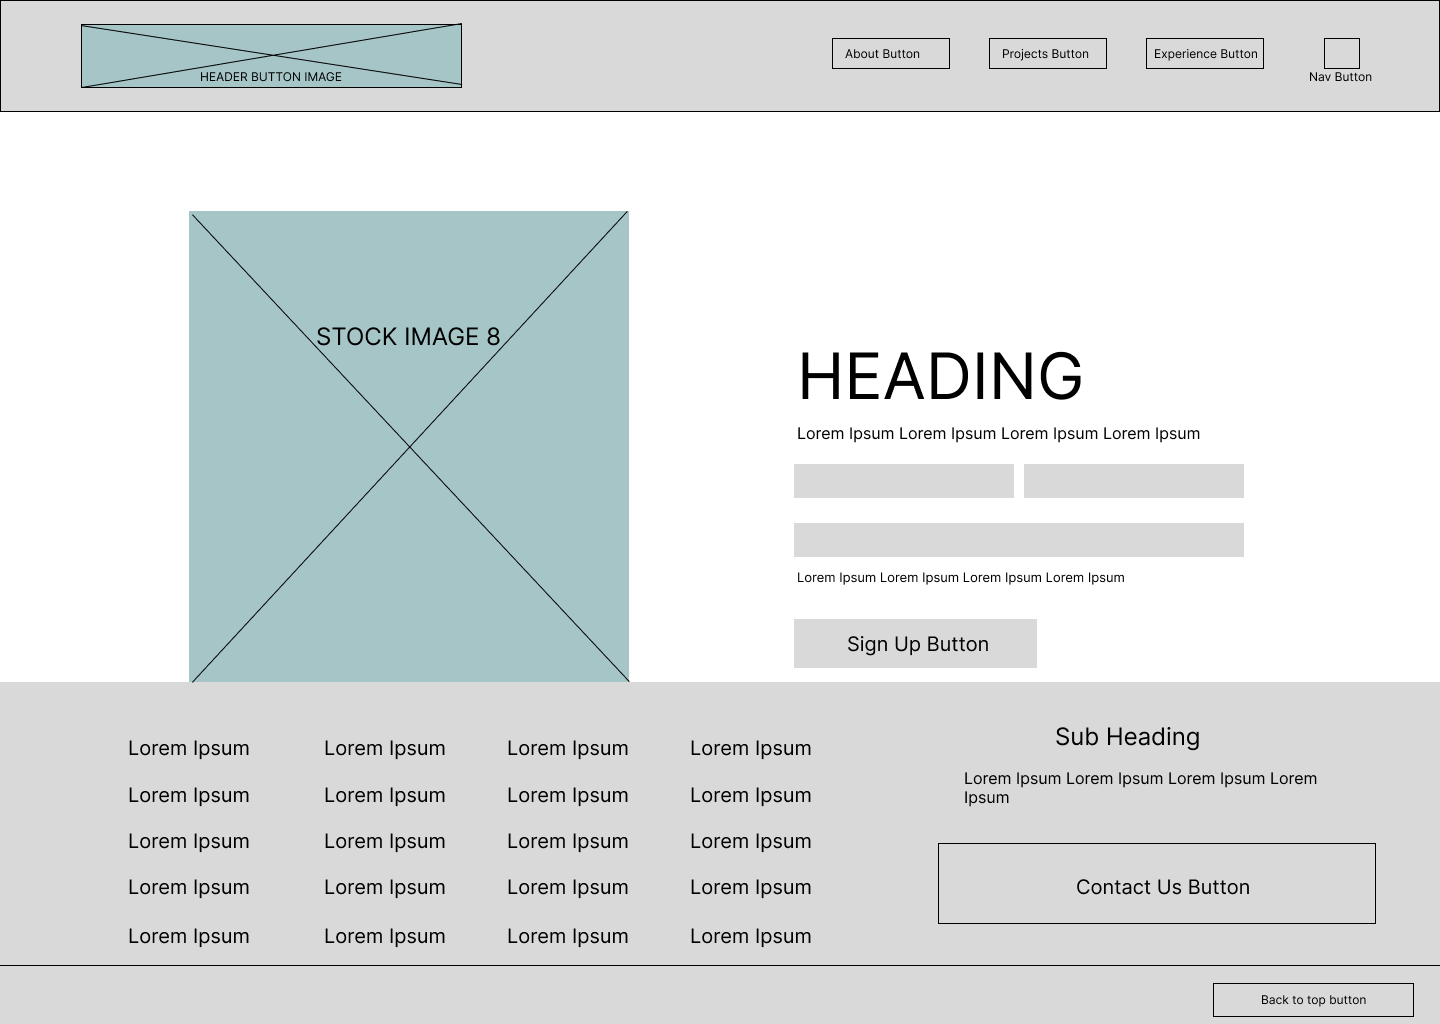 HEADER BUTTON IMAGE
About Button
Projects Button
Experience Button
Nav Button
STOCK IMAGE 8
HEADING
Lorem Ipsum Lorem Ipsum Lorem Ipsum Lorem Ipsum
Lorem Ipsum Lorem Ipsum Lorem Ipsum Lorem Ipsum
Sign Up Button
Lorem Ipsum Lorem Ipsum Lorem Ipsum Lorem Ipsum
Lorem Ipsum Lorem Ipsum Lorem Ipsum Lorem Ipsum
Lorem Ipsum Lorem Ipsum Lorem Ipsum Lorem Ipsum
Lorem Ipsum Lorem Ipsum Lorem Ipsum Lorem Ipsum
Lorem Ipsum Lorem Ipsum Lorem Ipsum Lorem Ipsum
Sub Heading
Lorem Ipsum Lorem Ipsum Lorem Ipsum Lorem
Ipsum
Contact Us Button
Back to top button